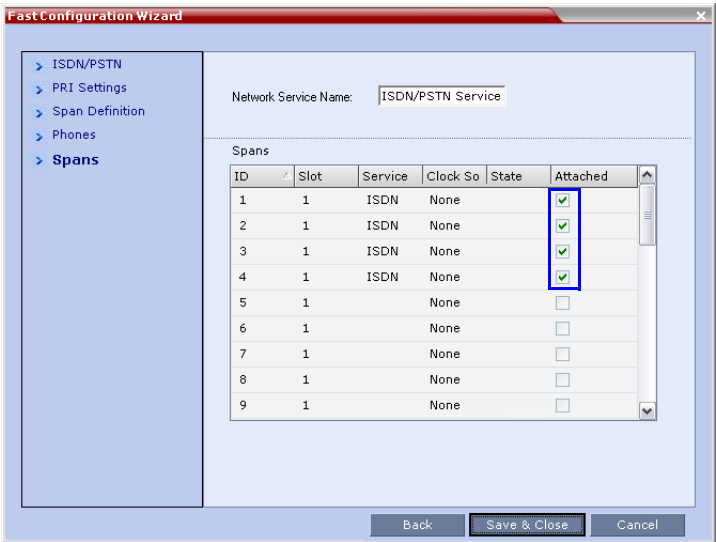 Fast Configuration Wizard
ISDN/PSTN
PRI Settings
Span Definition
Phones
Spans
Network Service Name: ISDN/PSTN Service
Spans
ID Slot Service Clock So State Attached
1 1 ISDN None
2 1 ISDN None
3 1 ISDN None
4 1 ISDN None
5 1 None
6 1 None
7 1 None
8 1 None
9 1 None
Back Save & Close Cancel